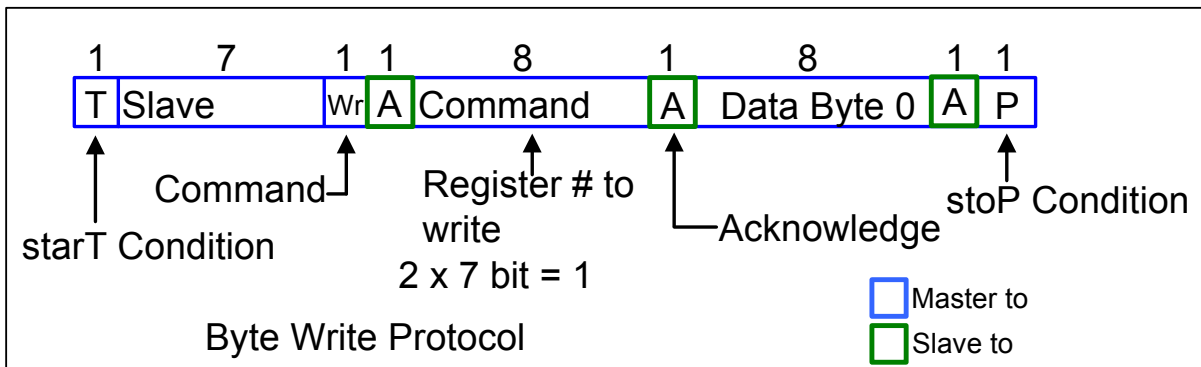 1 7 1 1 8 1 8 1 1
T Slave Wr A Command A Data Byte 0 A P
Command
Register # to
write
2 x 7 bit = 1
Acknowledge
stoP Condition
starT Condition
Byte Write Protocol
Master to
Slave to